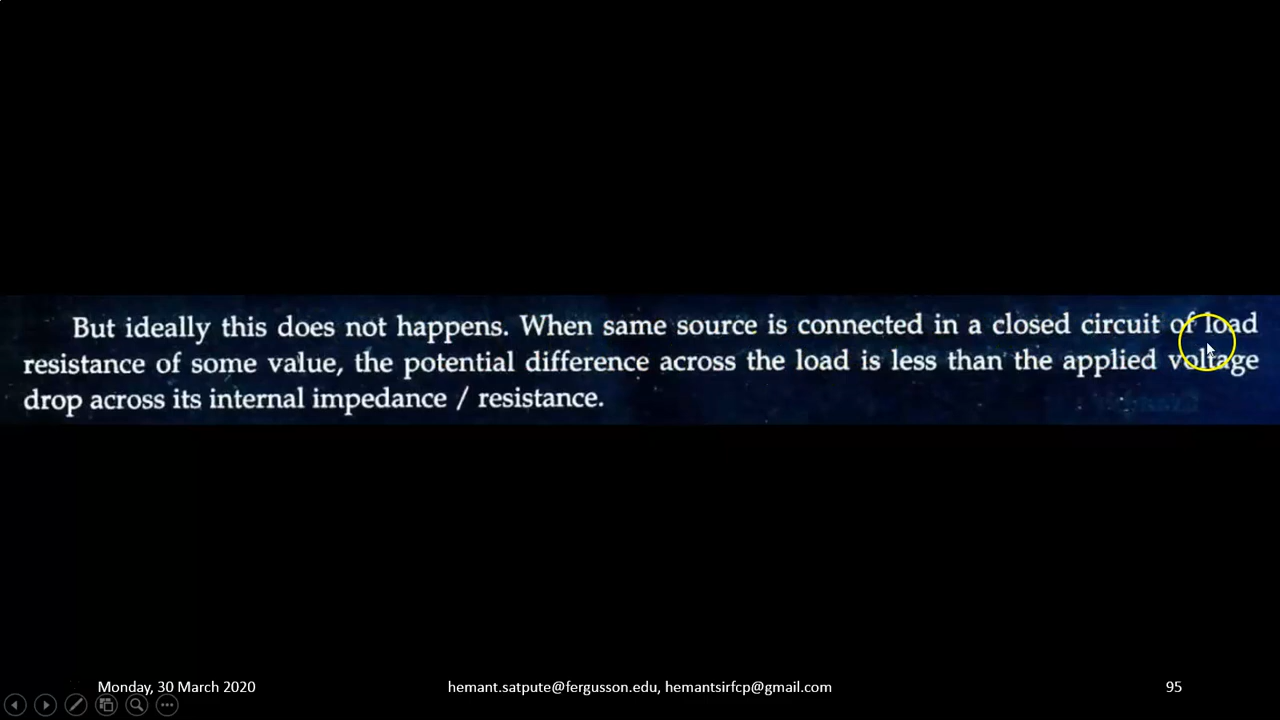 But ideally this does not happens. When same source is connected in a closed circuit of load
resistance of some value, the potential difference across the load is less than the applied voltage
drop across its internal impedance / resistance.
Monday, 30 March 2020 hemant.satpute@fergusson.edu, hemantsirfcp@gmail.com 95